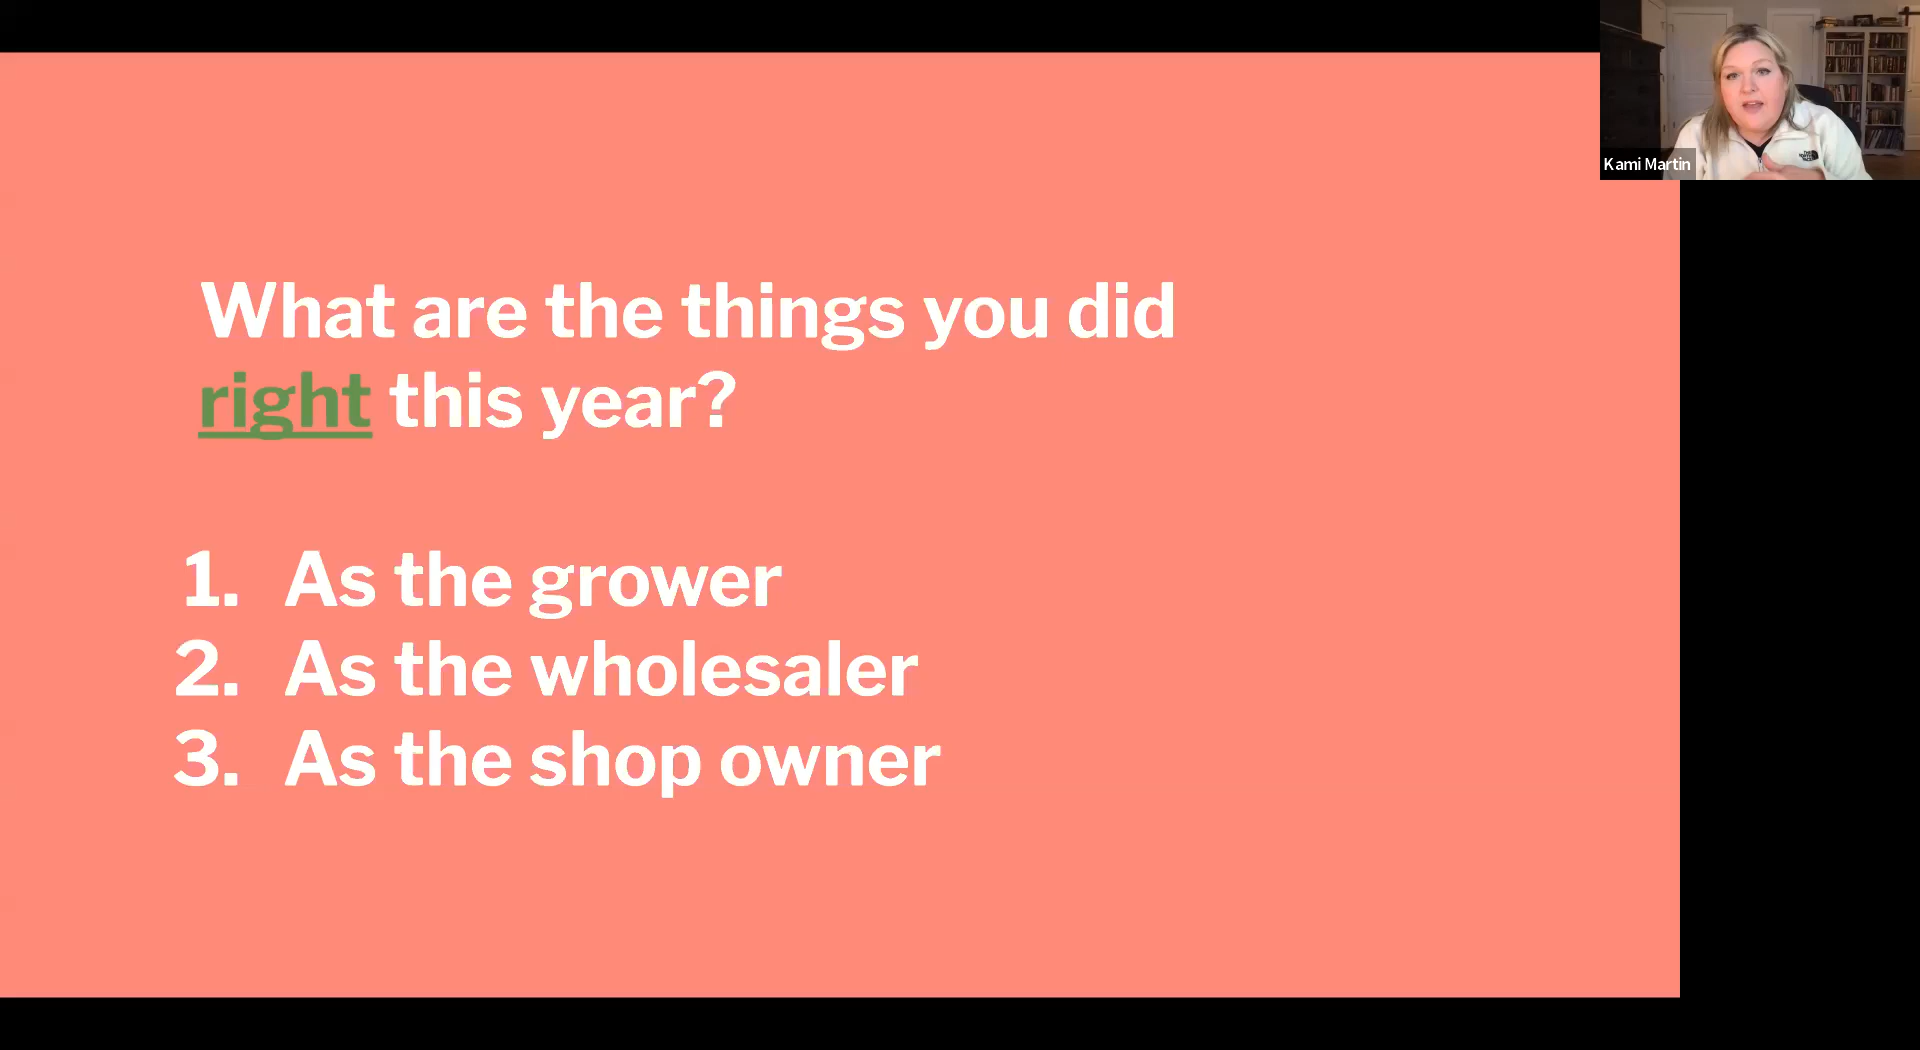 What are the things you did
right this year?
1. As the grower
2. As the wholesaler
3. As the shop owner
Kami Martin